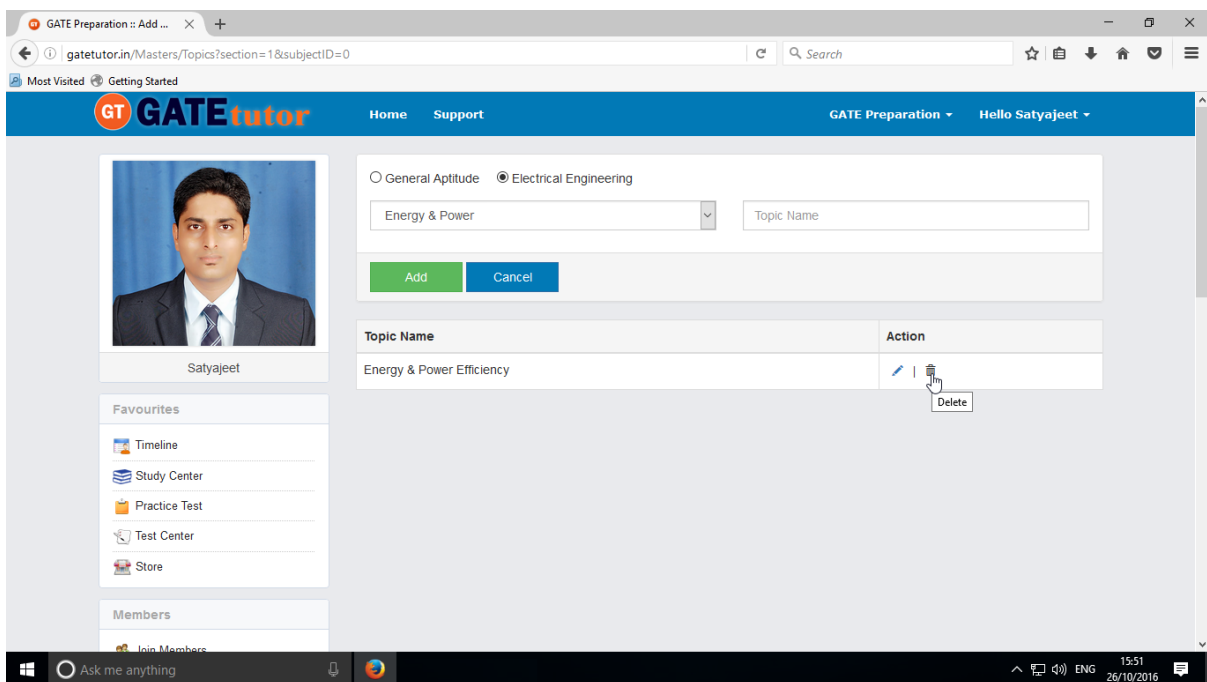 GATE Preparation :: Add ...
gatetutor.in/Masters/Topics?section=1&subjectID=0
Search
Most Visited
Getting Started
GT GATEtutor
Home
Support
GATE Preparation
Hello Satyajeet
General Aptitude
Electrical Engineering
Energy & Power
Topic Name
Add
Cancel
Topic Name
Action
Energy & Power Efficiency
|
Delete
Satyajeet
Favourites
Timeline
Study Center
Practice Test
Test Center
Store
Members
Join Members
Ask me anything
ENG
15:51
26/10/2016